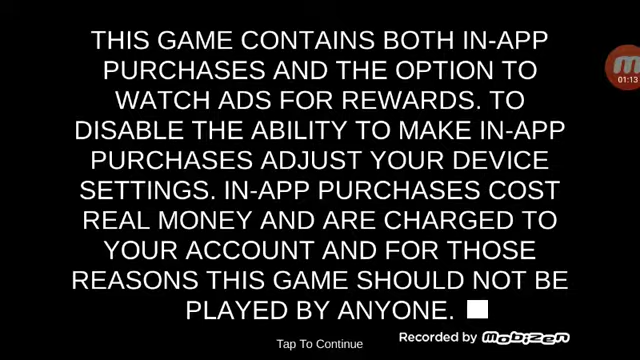 THIS GAME CONTAINS BOTH IN-APP
PURCHASES AND THE OPTION TO
WATCH ADS FOR REWARDS. TO
DISABLE THE ABILITY TO MAKE IN-APP
PURCHASES ADJUST YOUR DEVICE
SETTINGS. IN-APP PURCHASES COST
REAL MONEY AND ARE CHARGED TO
YOUR ACCOUNT AND FOR THOSE
REASONS THIS GAME SHOULD NOT BE
PLAYED BY ANYONE.
01:13
Tap To Continue
Recorded by Mobizen